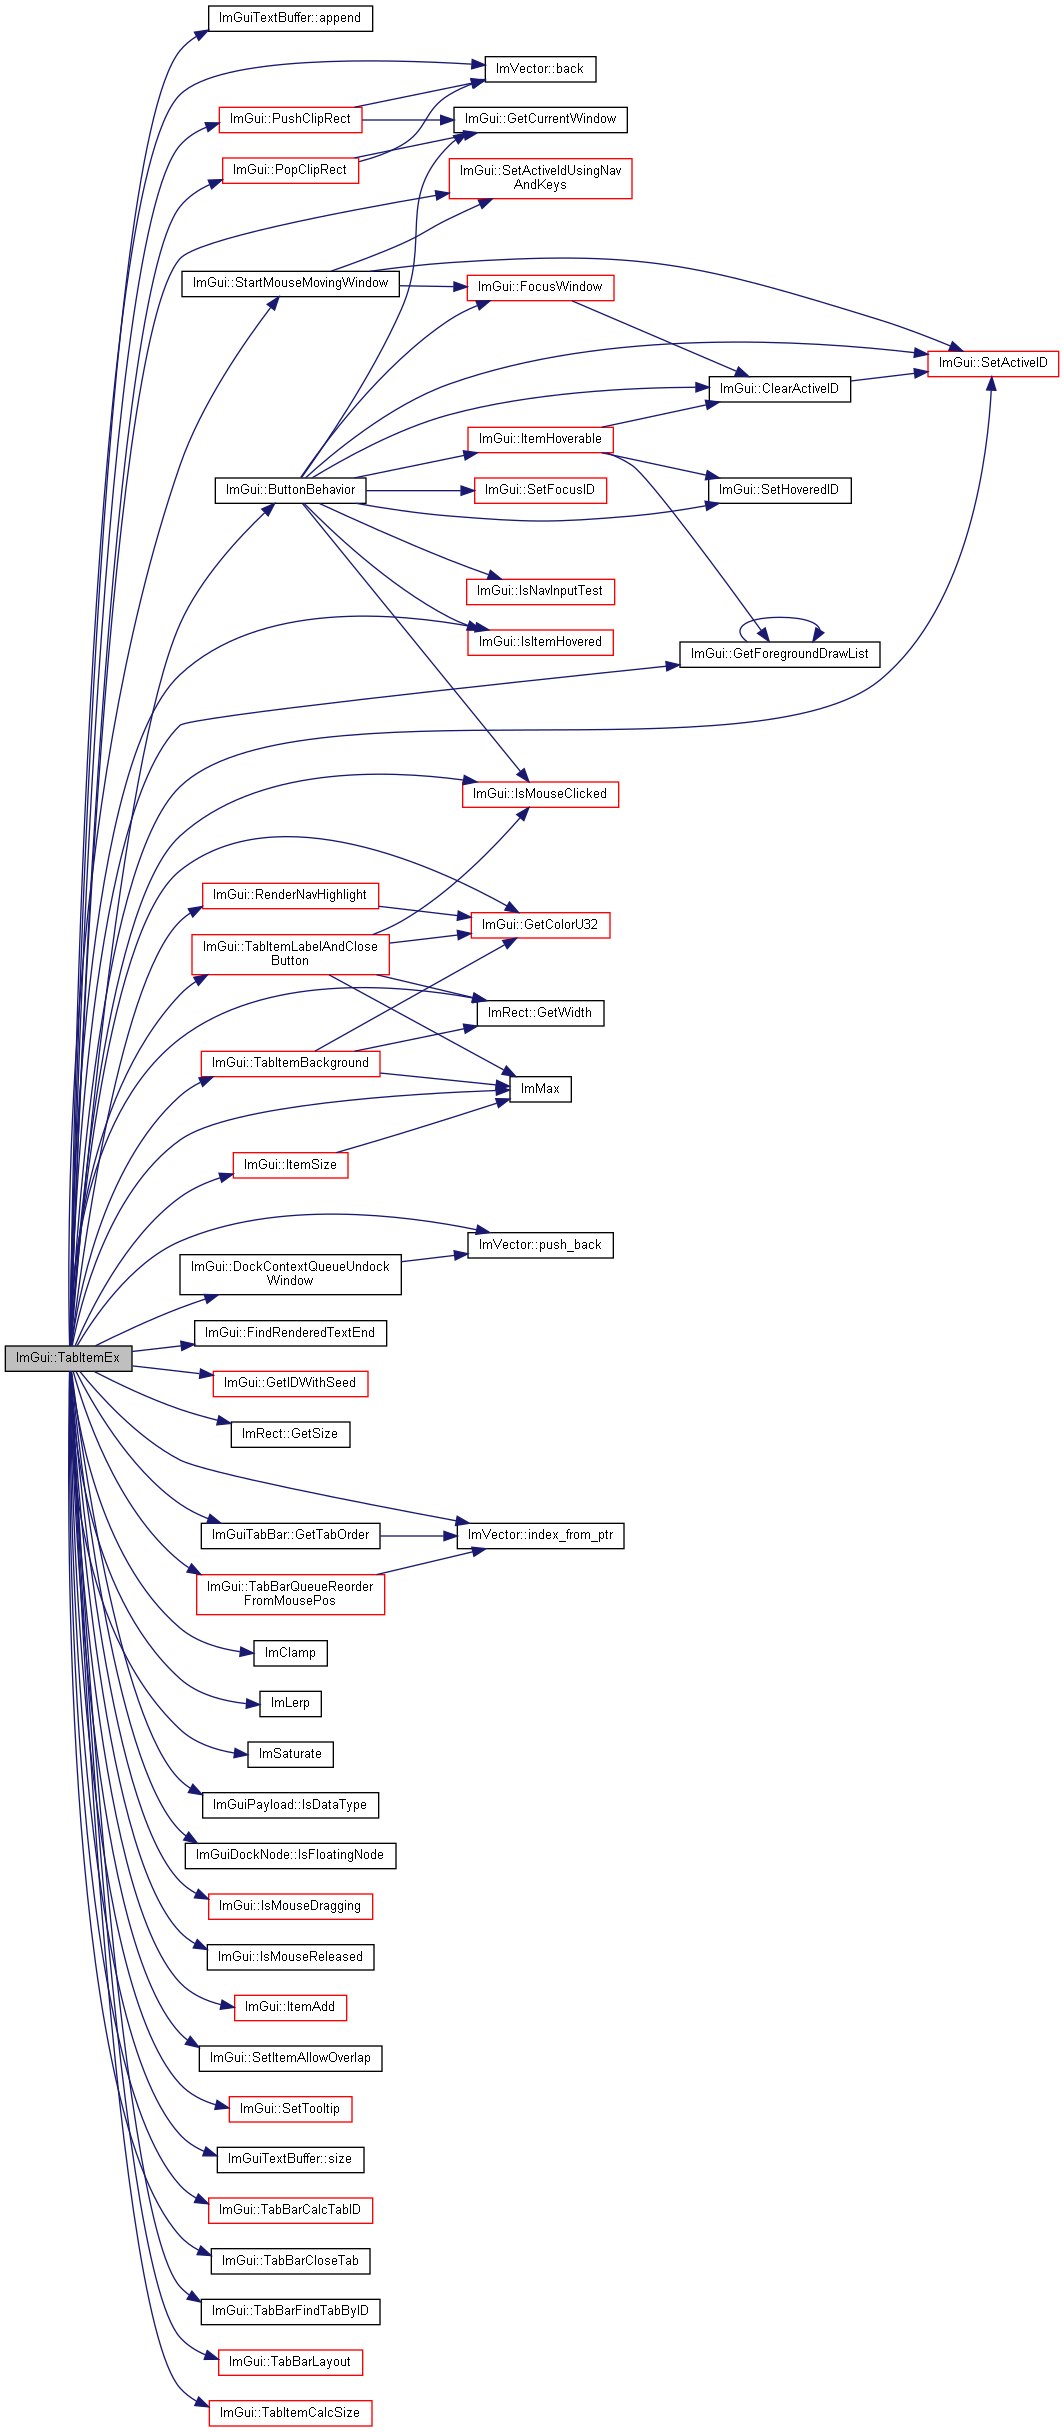 ImGuiTextBuffer::append
ImVector::back
ImGui::PushClipRect
ImGui::GetCurrentWindow
ImGui::PopClipRect
ImGui::SetActiveIdUsingNav
AndKeys
ImGui::StartMouseMovingWindow
ImGui::FocusWindow
ImGui::SetActiveID
ImGui::ClearActiveID
ImGui::ItemHoverable
ImGui::ButtonBehavior
ImGui::SetFocusID
ImGui::SetHoveredID
ImGui::IsNavInputTest
ImGui::IsItemHovered
ImGui::GetForegroundDrawList
ImGui::IsMouseClicked
ImGui::RenderNavHighlight
ImGui::GetColorU32
ImGui::TabItemLabelAndClose
Button
ImRect::GetWidth
ImGui::TabItemBackground
ImMax
ImGui::ItemSize
ImVector::push_back
ImGui::DockContextQueueUndock
Window
ImGui::FindRenderedTextEnd
ImGui::TabItemEx
ImGui::GetIDWithSeed
ImRect::GetSize
ImGuiTabBar::GetTabOrder
ImVector::index_from_ptr
ImGui::TabBarQueueReorder
FromMousePos
ImClamp
ImLerp
ImSaturate
ImGuiPayload::IsDataType
ImGuiDockNode::IsFloatingNode
ImGui::IsMouseDragging
ImGui::IsMouseReleased
ImGui::ItemAdd
ImGui::SetItemAllowOverlap
ImGui::SetTooltip
ImGuiTextBuffer::size
ImGui::TabBarCalcTabID
ImGui::TabBarCloseTab
ImGui::TabBarFindTabByID
ImGui::TabBarLayout
ImGui::TabItemCalcSize